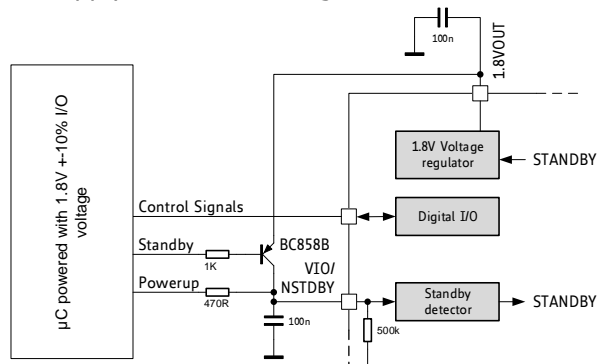 100n
1.8VOUT
µC powered with 1.8V +-10% I/O
voltage
1.8V Voltage
regulator
STANDBY
Control Signals
Digital I/O
Standby
1K
BC858B
VIO/
NSTDBY
Powerup
470R
Standby
detector
STANDBY
100n
500k